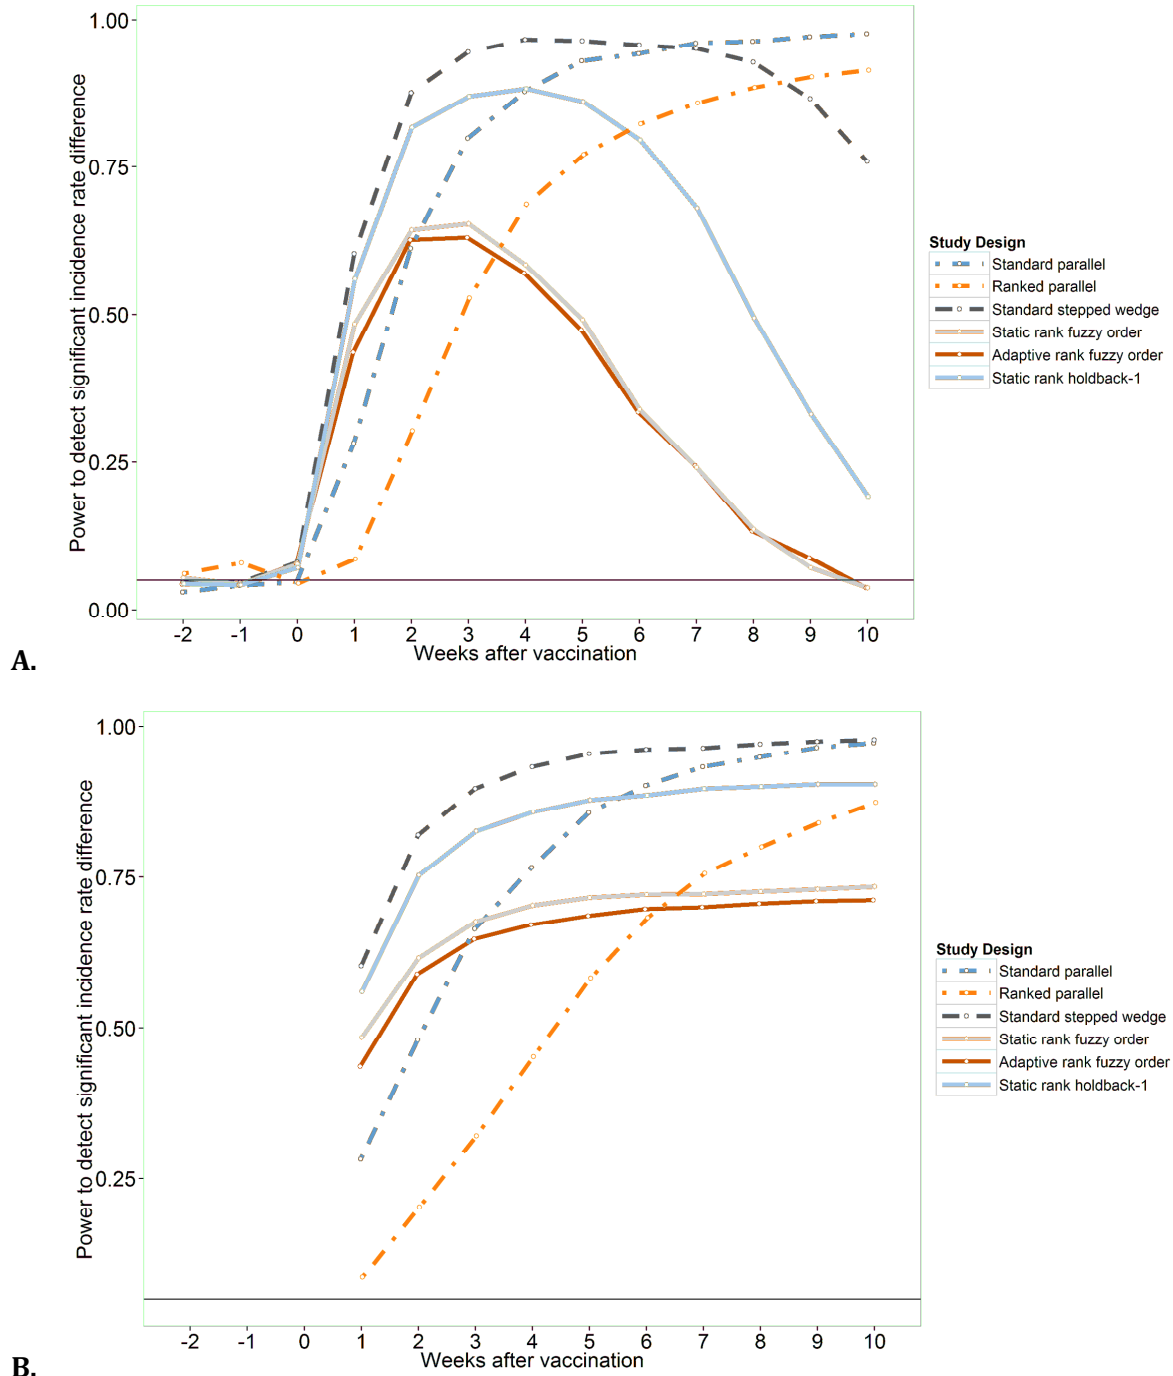 Power to detect significant incidence rate difference
1.00
0.75
0.50
0.25
0.00
-2 -1 0 1 2 3 4 5 6 7 8 9 10
Weeks after vaccination
Study Design
Standard parallel
Ranked parallel
Standard stepped wedge
Static rank fuzzy order
Adaptive rank fuzzy order
Static rank holdback-1
A.
Power to detect significant incidence rate difference
1.00
0.75
0.50
0.25
-2 -1 0 1 2 3 4 5 6 7 8 9 10
Weeks after vaccination
Study Design
Standard parallel
Ranked parallel
Standard stepped wedge
Static rank fuzzy order
Adaptive rank fuzzy order
Static rank holdback-1
B.